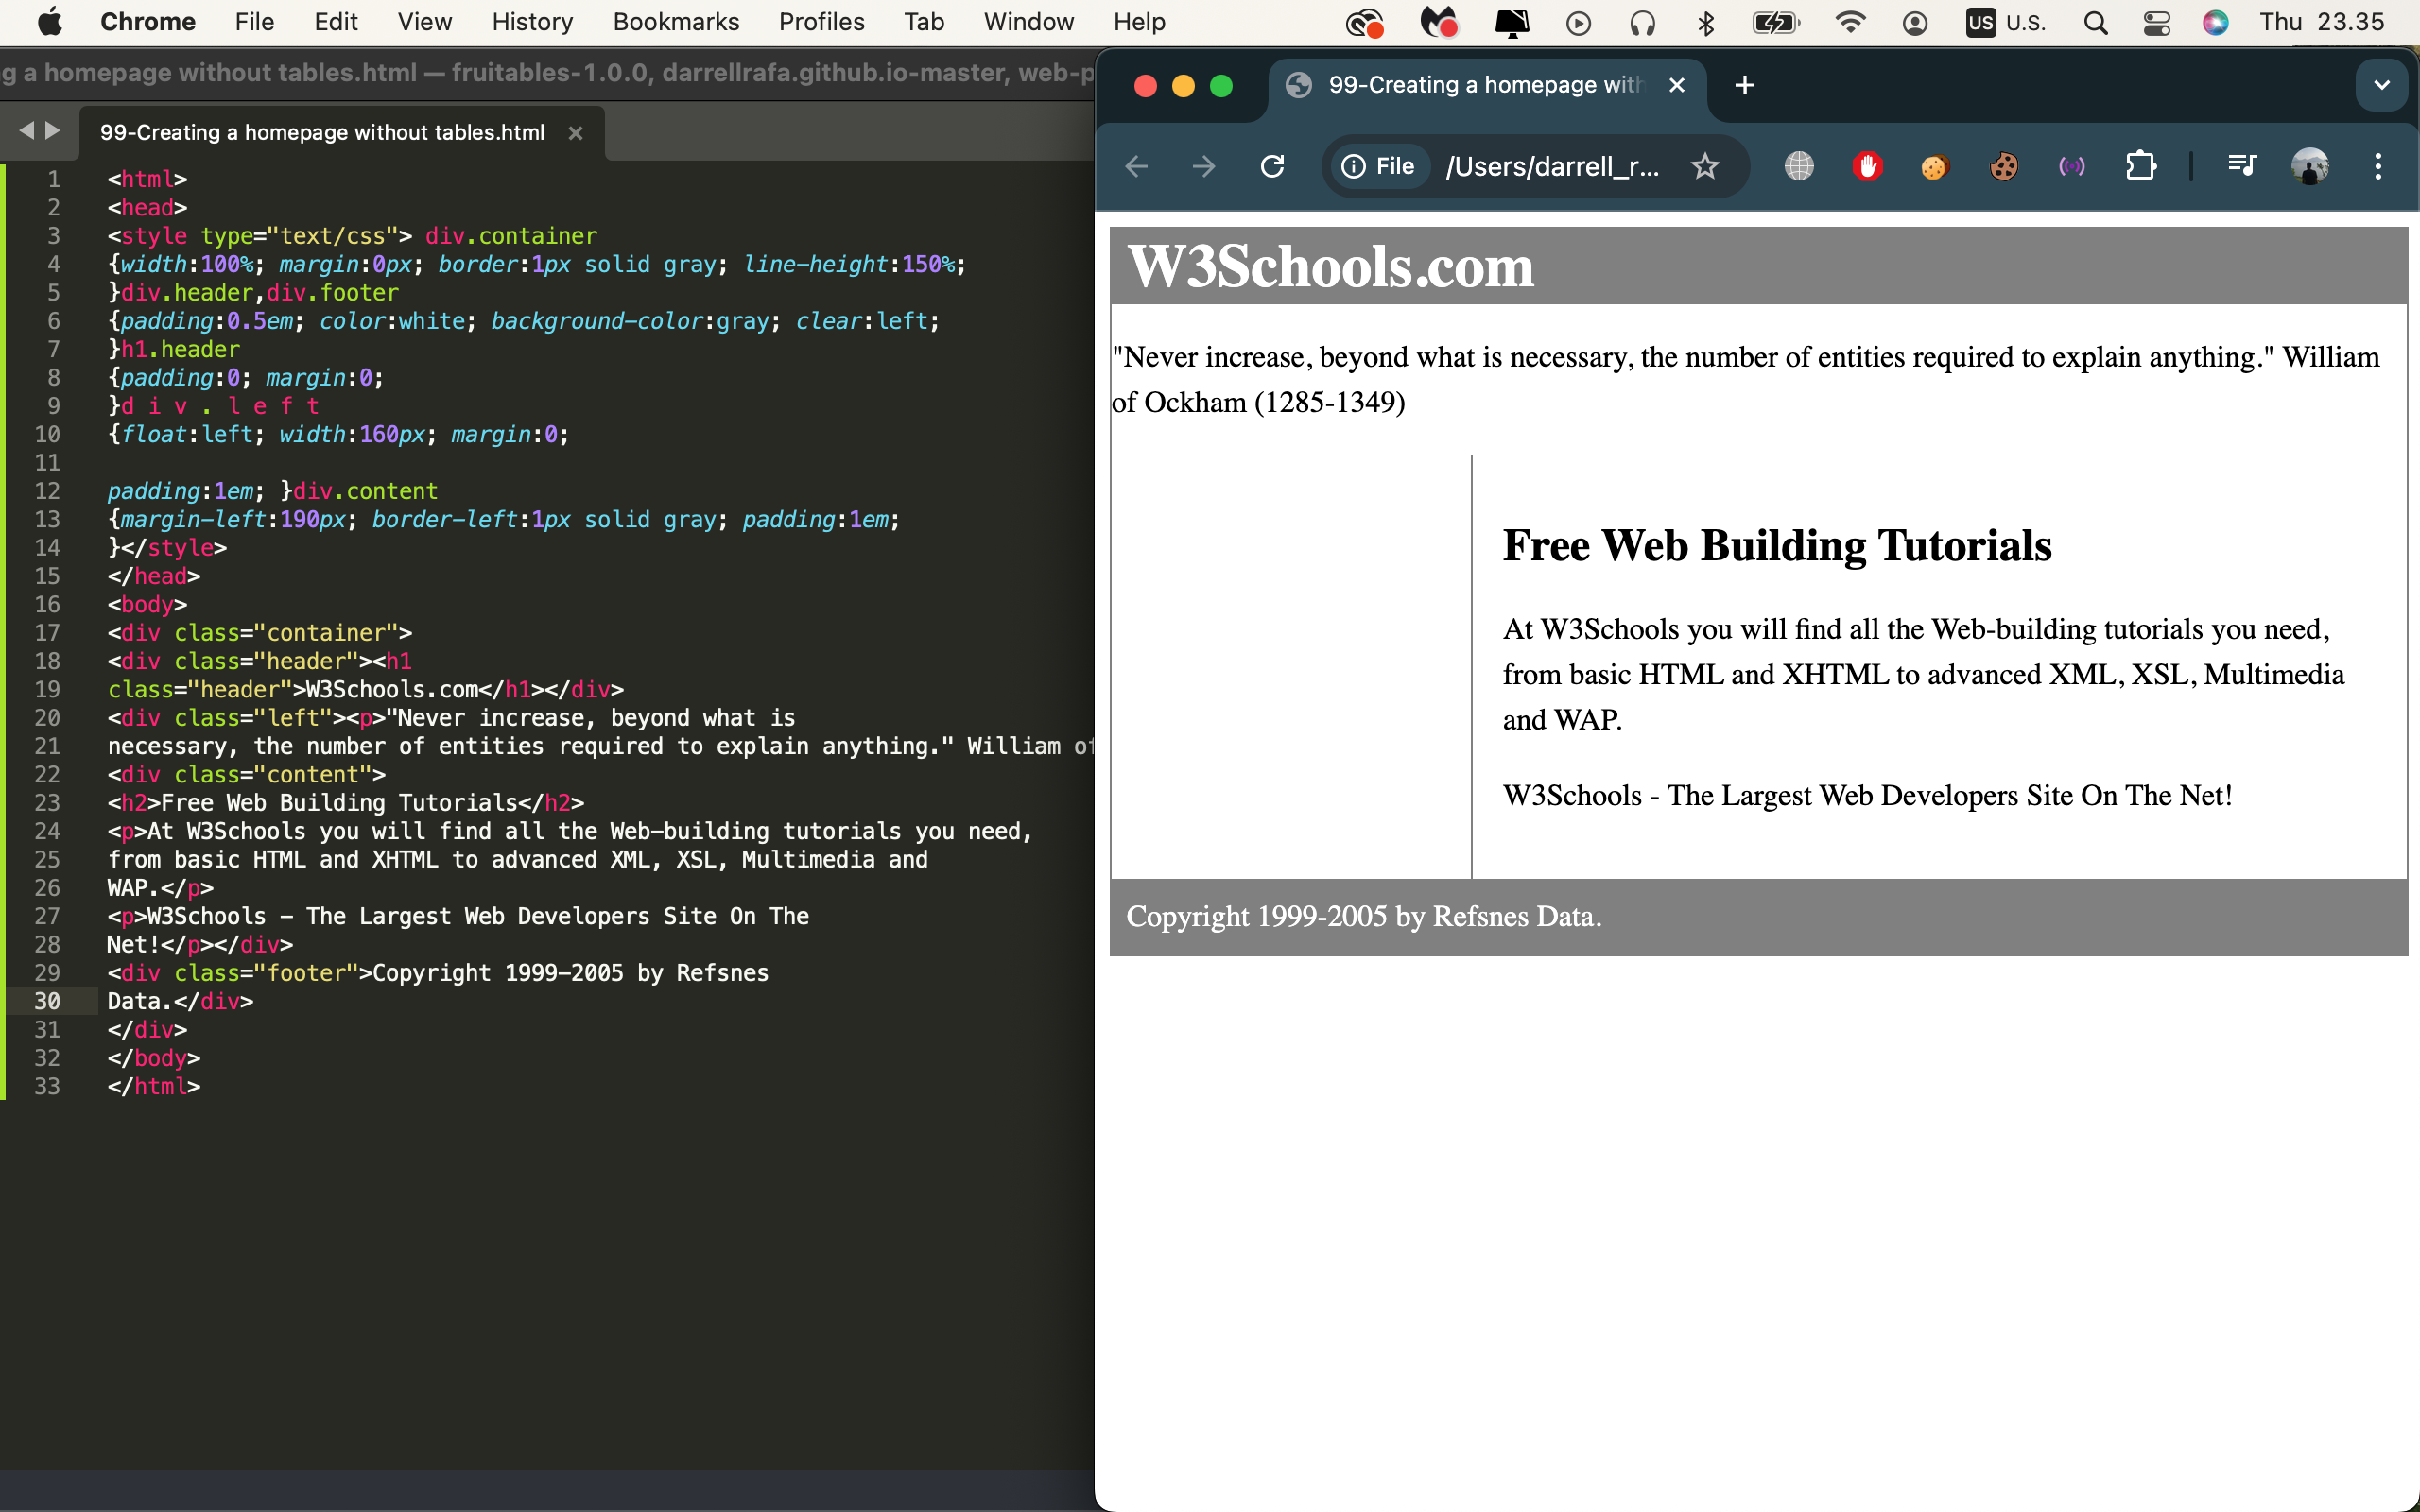 Chrome File Edit View History Bookmarks Profiles Tab Window Help US U.S. Thu 23.35
g a homepage without tables.html — fruitables-1.0.0, darrellrafa.github.io-master, web-p
99-Creating a homepage without tables.html
1 <html>
2 <head>
3 <style type="text/css"> div.container
4 {width:100%; margin:0px; border:1px solid gray; line-height:150%;
5 }div.header,div.footer
6 {padding:0.5em; color:white; background-color:gray; clear:left;
7 }h1.header
8 {padding:0; margin:0;
9 }d i v . l e f t
10 {float:left; width:160px; margin:0;
11
12 padding:1em; }div.content
13 {margin-left:190px; border-left:1px solid gray; padding:1em;
14 }</style>
15 </head>
16 <body>
17 <div class="container">
18 <div class="header"><h1
19 class="header">W3Schools.com</h1></div>
20 <div class="left"><p>"Never increase, beyond what is
21 necessary, the number of entities required to explain anything." William of
22 <div class="content">
23 <h2>Free Web Building Tutorials</h2>
24 <p>At W3Schools you will find all the Web-building tutorials you need,
25 from basic HTML and XHTML to advanced XML, XSL, Multimedia and
26 WAP.</p>
27 <p>W3Schools - The Largest Web Developers Site On The
28 Net!</p></div>
29 <div class="footer">Copyright 1999-2005 by Refsnes
30 Data.</div>
31 </div>
32 </body>
33 </html>
99-Creating a homepage with
File /Users/darrell_r...
W3Schools.com
"Never increase, beyond what is necessary, the number of entities required to explain anything." William
of Ockham (1285-1349)
Free Web Building Tutorials
At W3Schools you will find all the Web-building tutorials you need,
from basic HTML and XHTML to advanced XML, XSL, Multimedia
and WAP.
W3Schools - The Largest Web Developers Site On The Net!
Copyright 1999-2005 by Refsnes Data.